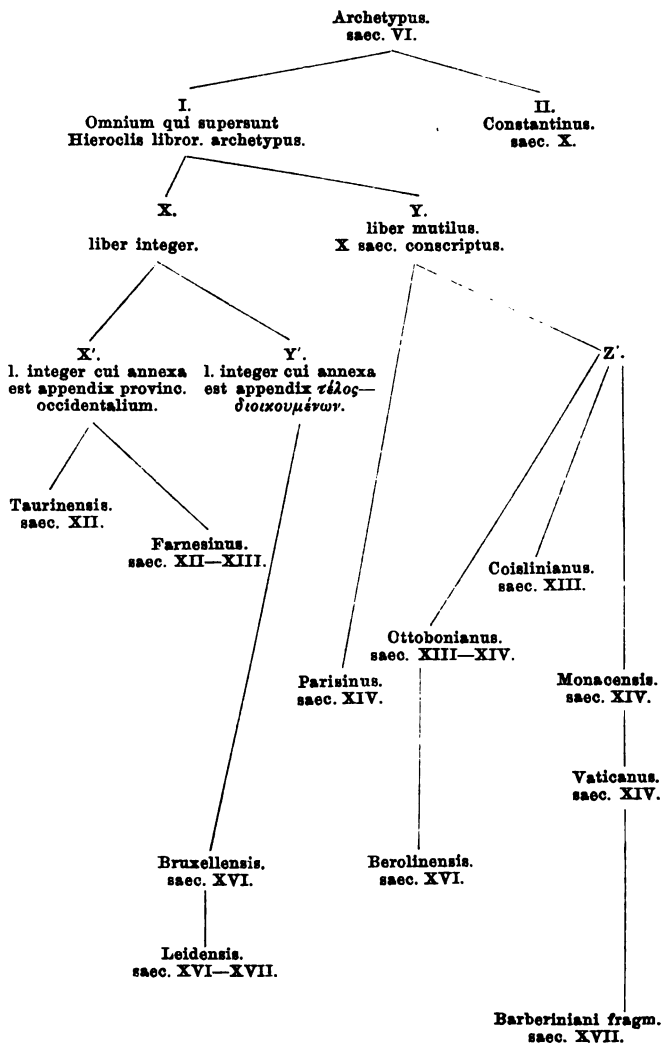 Archetypus.
saec. VI.
I.
Omnium qui supersunt
Hieroclis libror. archetypus.
II.
Constantinus.
saec. X.
X.
liber integer.
Y.
liber mutilus.
X saec. conscriptus.
X′.
l. integer cui annexa
est appendix provinc.
occidentalium.
Y′.
l. integer cui annexa
est appendix τέλος—
διοικουμένων.
Z′.
Taurinensis.
saec. XII.
Farnesinus.
saec. XII—XIII.
Coislinianus.
saec. XIII.
Ottobonianus.
saec. XIII—XIV.
Parisinus.
saec. XIV.
Monacensis.
saec. XIV.
Vaticanus.
saec. XIV.
Bruxellensis.
saec. XVI.
Berolinensis.
saec. XVI.
Leidensis.
saec. XVI—XVII.
Barberiniani fragm.
saec. XVII.